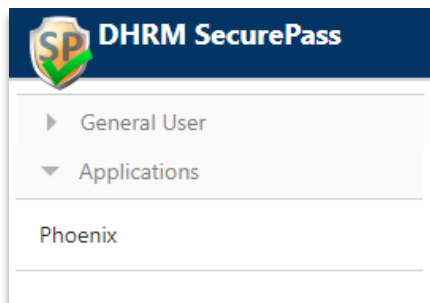 SP DHRM SecurePass
General User
Applications
Phoenix